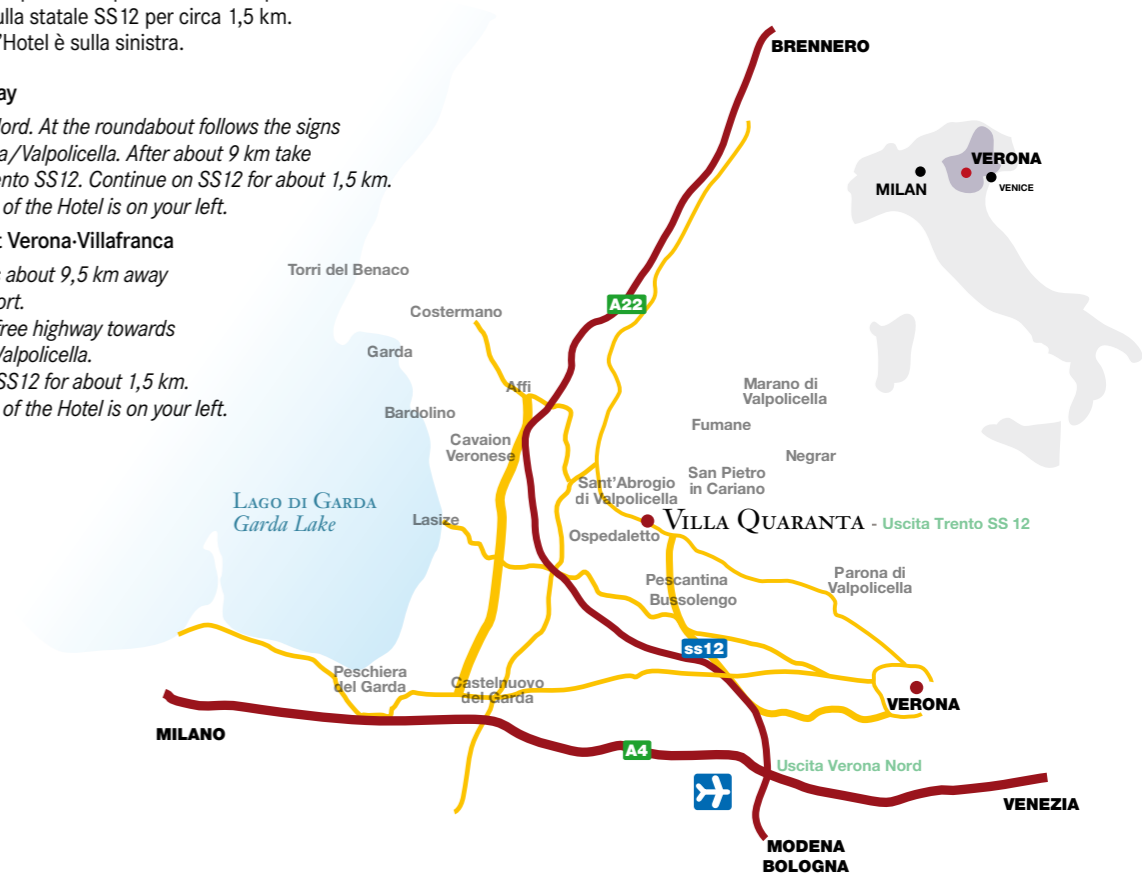 ulla statale SS12 per circa 1,5 km.
'Hotel è sulla sinistra.
ay
Nord. At the roundabout follows the signs
a/Valpolicella. After about 9 km take
ento SS12. Continue on SS12 for about 1,5 km.
of the Hotel is on your left.
t Verona·Villafranca
about 9,5 km away
ort.
free highway towards
Valpolicella.
SS12 for about 1,5 km.
of the Hotel is on your left.
BRENNERO
VERONA
MILAN
VENICE
Torri del Benaco
A22
Costermano
Garda
Affi
Marano di
Valpolicella
Bardolino
Fumane
Cavaion
Veronese
Negrar
San Pietro
in Cariano
Sant'Abrogio
di Valpolicella
LAGO DI GARDA
Garda Lake
Lasize
VILLA QUARANTA - Uscita Trento SS 12
Ospedaletto
Pescantina
Bussolengo
Parona di
Valpolicella
ss12
Peschiera
del Garda
Castelnuovo
del Garda
VERONA
MILANO
A4
Uscita Verona Nord
VENEZIA
MODENA
BOLOGNA